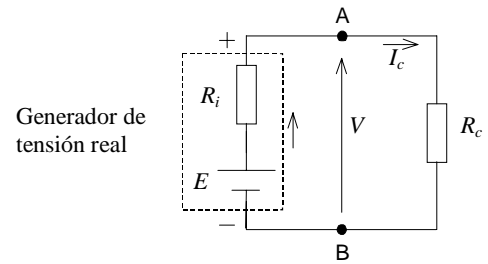 A
+
I_c
R_i
Generador de
tensión real
V
R_c
E
−
B